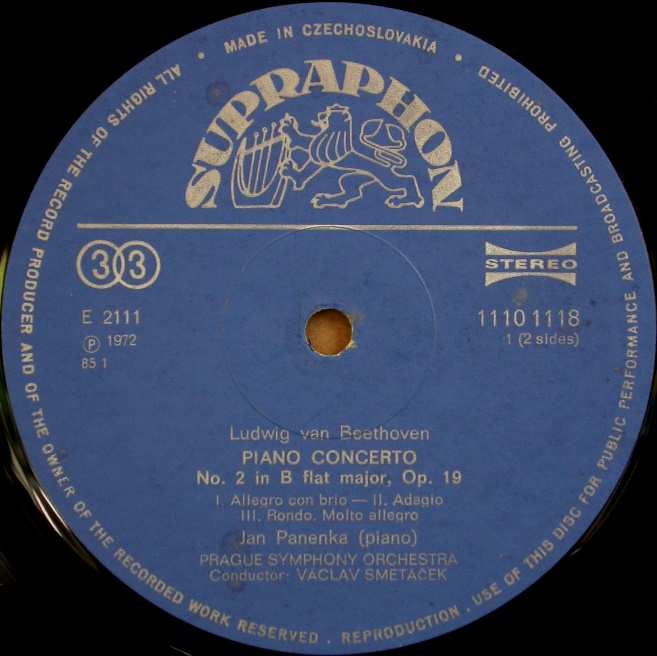 ALL RIGHTS OF THE RECORD PRODUCER AND OF THE OWNER OF THE RECORDED WORK RESERVED . REPRODUCTION . USE OF THIS DISC FOR PUBLIC PERFORMANCE AND BROADCASTING PROHIBITED
• MADE IN CZECHOSLOVAKIA •
SUPRAPHON
33
STEREO
E 2111
11101118
Ⓟ 1972
1 (2 sides)
85 1
Ludwig van Beethoven
PIANO CONCERTO
No. 2 in B flat major, Op. 19
I. Allegro con brio — II. Adagio
III. Rondo. Molto allegro
Jan Panenka (piano)
PRAGUE SYMPHONY ORCHESTRA
Conductor: VÁCLAV SMETÁČEK